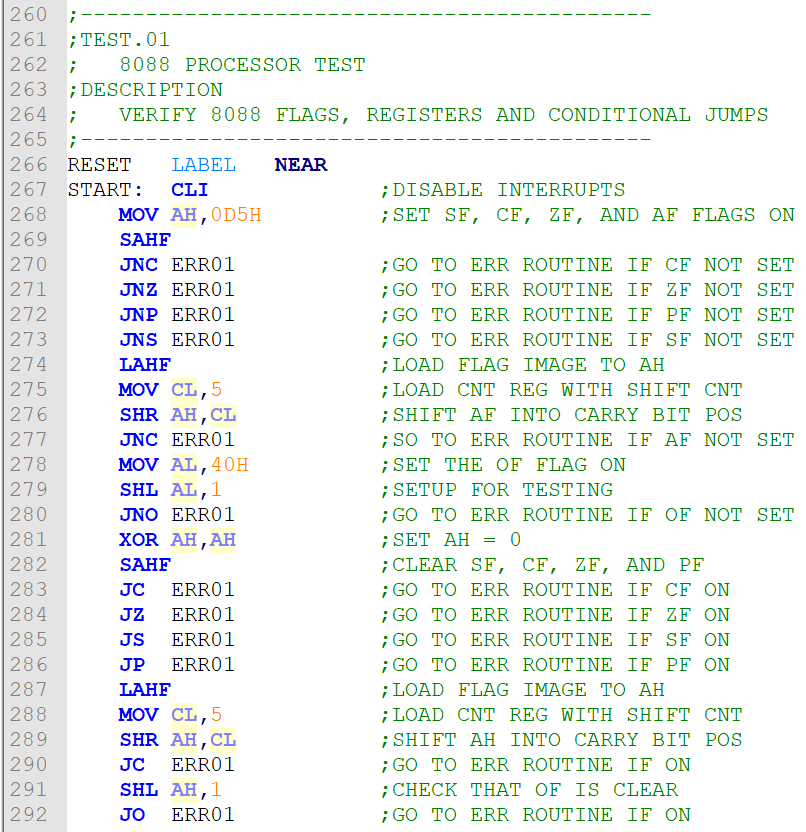 260 ;--------------------------------------------
261 ;TEST.01
262 ;   8088 PROCESSOR TEST
263 ;DESCRIPTION
264 ;   VERIFY 8088 FLAGS, REGISTERS AND CONDITIONAL JUMPS
265 ;--------------------------------------------
266 RESET   LABEL   NEAR
267 START:  CLI             ;DISABLE INTERRUPTS
268     MOV AH,0D5H         ;SET SF, CF, ZF, AND AF FLAGS ON
269     SAHF
270     JNC ERR01           ;GO TO ERR ROUTINE IF CF NOT SET
271     JNZ ERR01           ;GO TO ERR ROUTINE IF ZF NOT SET
272     JNP ERR01           ;GO TO ERR ROUTINE IF PF NOT SET
273     JNS ERR01           ;GO TO ERR ROUTINE IF SF NOT SET
274     LAHF                ;LOAD FLAG IMAGE TO AH
275     MOV CL,5            ;LOAD CNT REG WITH SHIFT CNT
276     SHR AH,CL           ;SHIFT AF INTO CARRY BIT POS
277     JNC ERR01           ;SO TO ERR ROUTINE IF AF NOT SET
278     MOV AL,40H          ;SET THE OF FLAG ON
279     SHL AL,1            ;SETUP FOR TESTING
280     JNO ERR01           ;GO TO ERR ROUTINE IF OF NOT SET
281     XOR AH,AH           ;SET AH = 0
282     SAHF                ;CLEAR SF, CF, ZF, AND PF
283     JC  ERR01           ;GO TO ERR ROUTINE IF CF ON
284     JZ  ERR01           ;GO TO ERR ROUTINE IF ZF ON
285     JS  ERR01           ;GO TO ERR ROUTINE IF SF ON
286     JP  ERR01           ;GO TO ERR ROUTINE IF PF ON
287     LAHF                ;LOAD FLAG IMAGE TO AH
288     MOV CL,5            ;LOAD CNT REG WITH SHIFT CNT
289     SHR AH,CL           ;SHIFT AH INTO CARRY BIT POS
290     JC  ERR01           ;GO TO ERR ROUTINE IF ON
291     SHL AH,1            ;CHECK THAT OF IS CLEAR
292     JO  ERR01           ;GO TO ERR ROUTINE IF ON